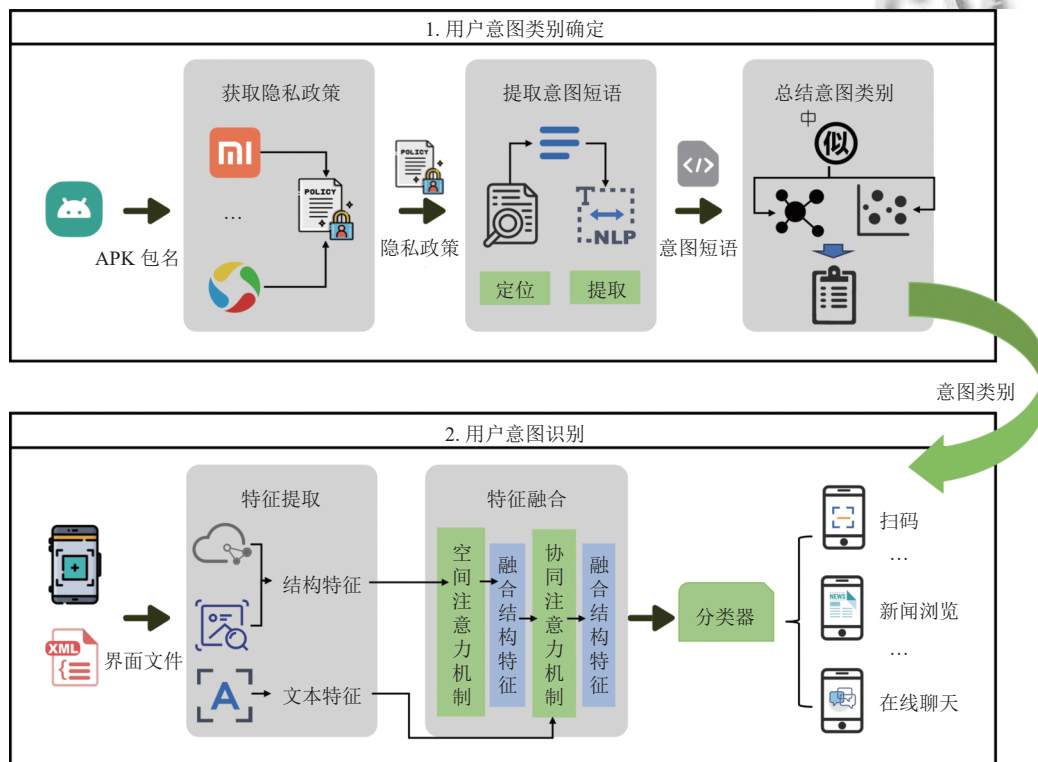 1. 用户意图类别确定
获取隐私政策
提取意图短语
总结意图类别
中
似
POLICY
POLICY
</>
…
T
NLP
APK 包名
隐私政策
意图短语
定位
提取
意图类别
2. 用户意图识别
特征提取
特征融合
扫码
…
结构特征
空间注意力机制
融合结构特征
协同注意力机制
融合结构特征
分类器
NEWS
新闻浏览
…
XML
界面文件
A
文本特征
在线聊天